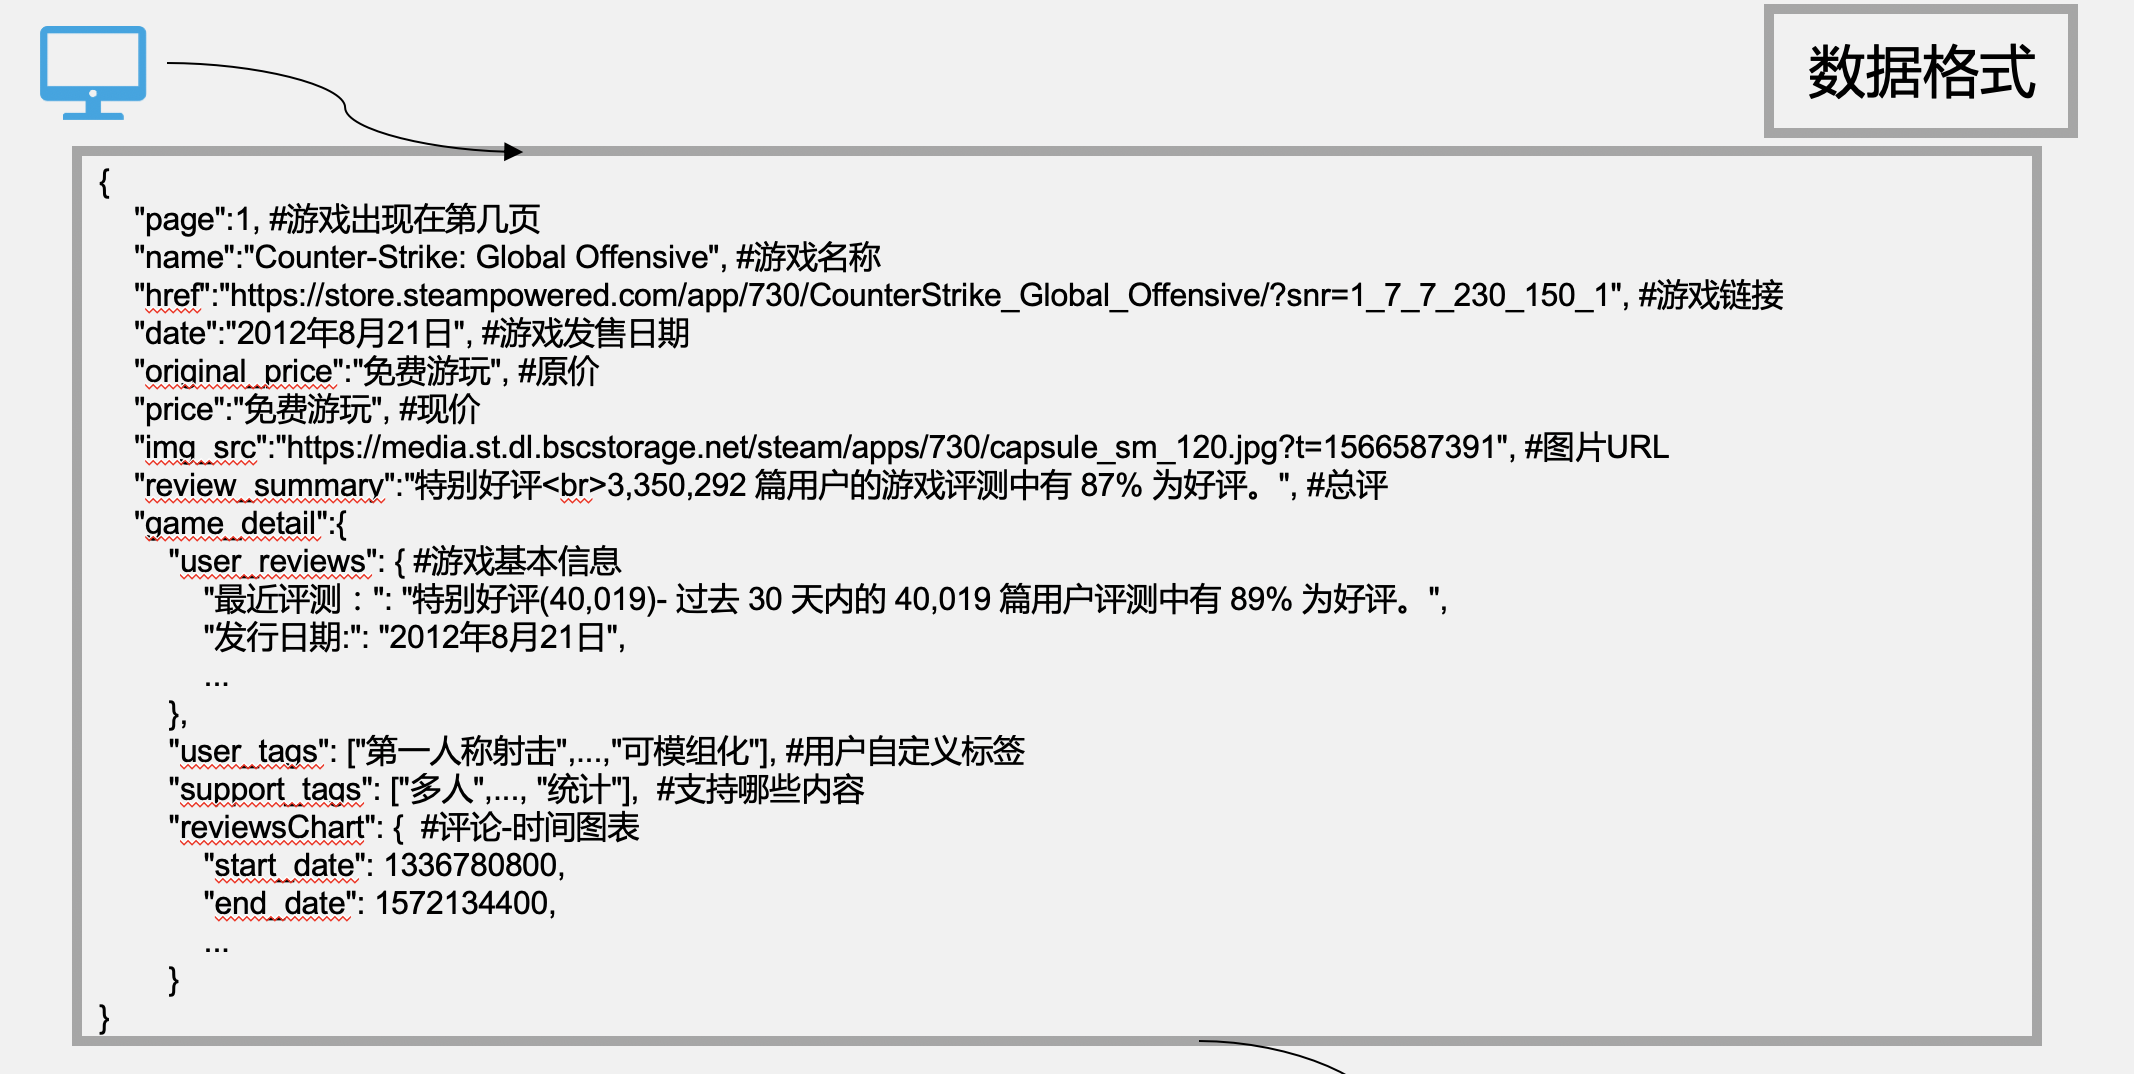 数据格式
{
"page":1, #游戏出现在第几页
"name":"Counter-Strike: Global Offensive", #游戏名称
"href":"https://store.steampowered.com/app/730/CounterStrike_Global_Offensive/?snr=1_7_7_230_150_1", #游戏链接
"date":"2012年8月21日", #游戏发售日期
"original_price":"免费游玩", #原价
"price":"免费游玩", #现价
"img_src":"https://media.st.dl.bscstorage.net/steam/apps/730/capsule_sm_120.jpg?t=1566587391", #图片URL
"review_summary":"特别好评<br>3,350,292 篇用户的游戏评测中有 87% 为好评。", #总评
"game_detail":{
"user_reviews": { #游戏基本信息
"最近评测：": "特别好评(40,019)- 过去 30 天内的 40,019 篇用户评测中有 89% 为好评。",
"发行日期:": "2012年8月21日",
...
},
"user_tags": ["第一人称射击",...,"可模组化"], #用户自定义标签
"support_tags": ["多人",..., "统计"],  #支持哪些内容
"reviewsChart": {  #评论-时间图表
"start_date": 1336780800,
"end_date": 1572134400,
...
}
}